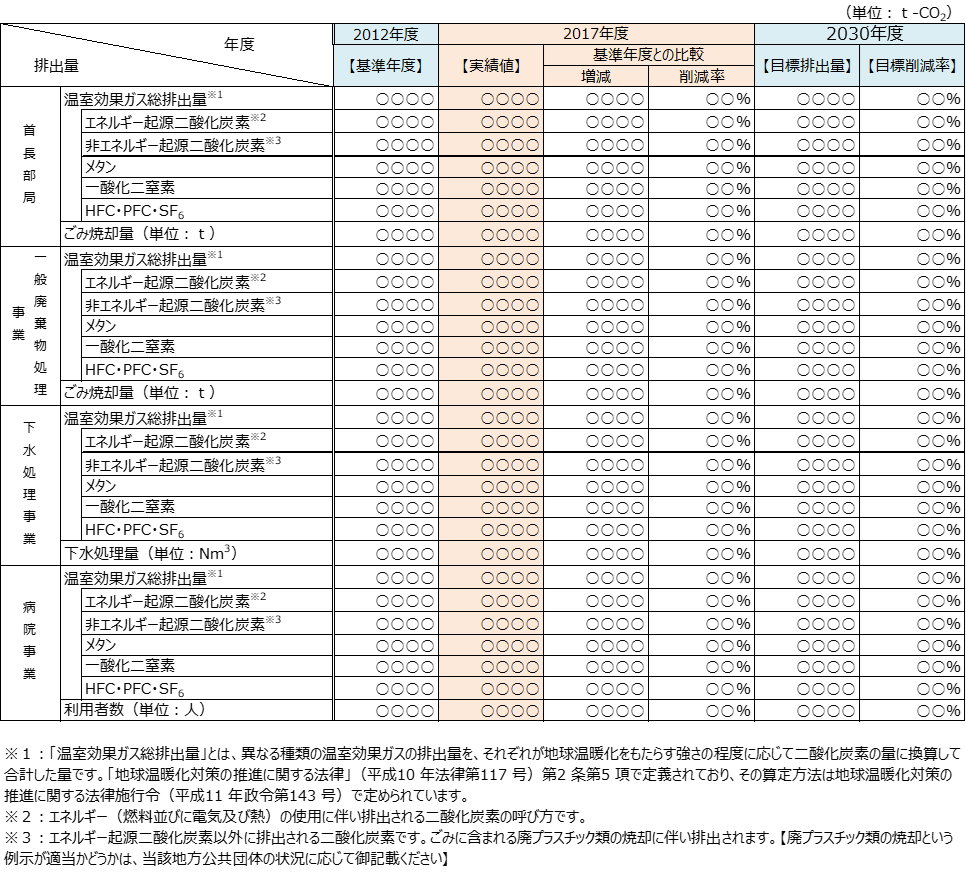 （単位：ｔ-CO2）
年度 2012年度 2017年度 2030年度
排出量 【基準年度】 【実績値】 基準年度との比較 【目標排出量】 【目標削減率】
増減 削減率
首長部局
温室効果ガス総排出量※1 ○○○○ ○○○○ ○○○○ ○○% ○○○○ ○○%
エネルギー起源二酸化炭素※2 ○○○○ ○○○○ ○○○○ ○○% ○○○○ ○○%
非エネルギー起源二酸化炭素※3 ○○○○ ○○○○ ○○○○ ○○% ○○○○ ○○%
メタン ○○○○ ○○○○ ○○○○ ○○% ○○○○ ○○%
一酸化二窒素 ○○○○ ○○○○ ○○○○ ○○% ○○○○ ○○%
HFC・PFC・SF6 ○○○○ ○○○○ ○○○○ ○○% ○○○○ ○○%
ごみ焼却量（単位：ｔ） ○○○○ ○○○○ ○○○○ ○○% ○○○○ ○○%
一般廃棄物処理事業
温室効果ガス総排出量※1 ○○○○ ○○○○ ○○○○ ○○% ○○○○ ○○%
エネルギー起源二酸化炭素※2 ○○○○ ○○○○ ○○○○ ○○% ○○○○ ○○%
非エネルギー起源二酸化炭素※3 ○○○○ ○○○○ ○○○○ ○○% ○○○○ ○○%
メタン ○○○○ ○○○○ ○○○○ ○○% ○○○○ ○○%
一酸化二窒素 ○○○○ ○○○○ ○○○○ ○○% ○○○○ ○○%
HFC・PFC・SF6 ○○○○ ○○○○ ○○○○ ○○% ○○○○ ○○%
ごみ焼却量（単位：ｔ） ○○○○ ○○○○ ○○○○ ○○% ○○○○ ○○%
下水処理事業
温室効果ガス総排出量※1 ○○○○ ○○○○ ○○○○ ○○% ○○○○ ○○%
エネルギー起源二酸化炭素※2 ○○○○ ○○○○ ○○○○ ○○% ○○○○ ○○%
非エネルギー起源二酸化炭素※3 ○○○○ ○○○○ ○○○○ ○○% ○○○○ ○○%
メタン ○○○○ ○○○○ ○○○○ ○○% ○○○○ ○○%
一酸化二窒素 ○○○○ ○○○○ ○○○○ ○○% ○○○○ ○○%
HFC・PFC・SF6 ○○○○ ○○○○ ○○○○ ○○% ○○○○ ○○%
下水処理量（単位：Nm3） ○○○○ ○○○○ ○○○○ ○○% ○○○○ ○○%
病院事業
温室効果ガス総排出量※1 ○○○○ ○○○○ ○○○○ ○○% ○○○○ ○○%
エネルギー起源二酸化炭素※2 ○○○○ ○○○○ ○○○○ ○○% ○○○○ ○○%
非エネルギー起源二酸化炭素※3 ○○○○ ○○○○ ○○○○ ○○% ○○○○ ○○%
メタン ○○○○ ○○○○ ○○○○ ○○% ○○○○ ○○%
一酸化二窒素 ○○○○ ○○○○ ○○○○ ○○% ○○○○ ○○%
HFC・PFC・SF6 ○○○○ ○○○○ ○○○○ ○○% ○○○○ ○○%
利用者数（単位：人） ○○○○ ○○○○ ○○○○ ○○% ○○○○ ○○%
※１：「温室効果ガス総排出量」とは、異なる種類の温室効果ガスの排出量を、それぞれが地球温暖化をもたらす強さの程度に応じて二酸化炭素の量に換算して
合計した量です。「地球温暖化対策の推進に関する法律」（平成10 年法律第117 号）第2 条第5 項で定義されており、その算定方法は地球温暖化対策の
推進に関する法律施行令（平成11 年政令第143 号）で定められています。
※２：エネルギー（燃料並びに電気及び熱）の使用に伴い排出される二酸化炭素の呼び方です。
※３：エネルギー起源二酸化炭素以外に排出される二酸化炭素です。ごみに含まれる廃プラスチック類の焼却に伴い排出されます。【廃プラスチック類の焼却という
例示が適当かどうかは、当該地方公共団体の状況に応じて御記載ください】